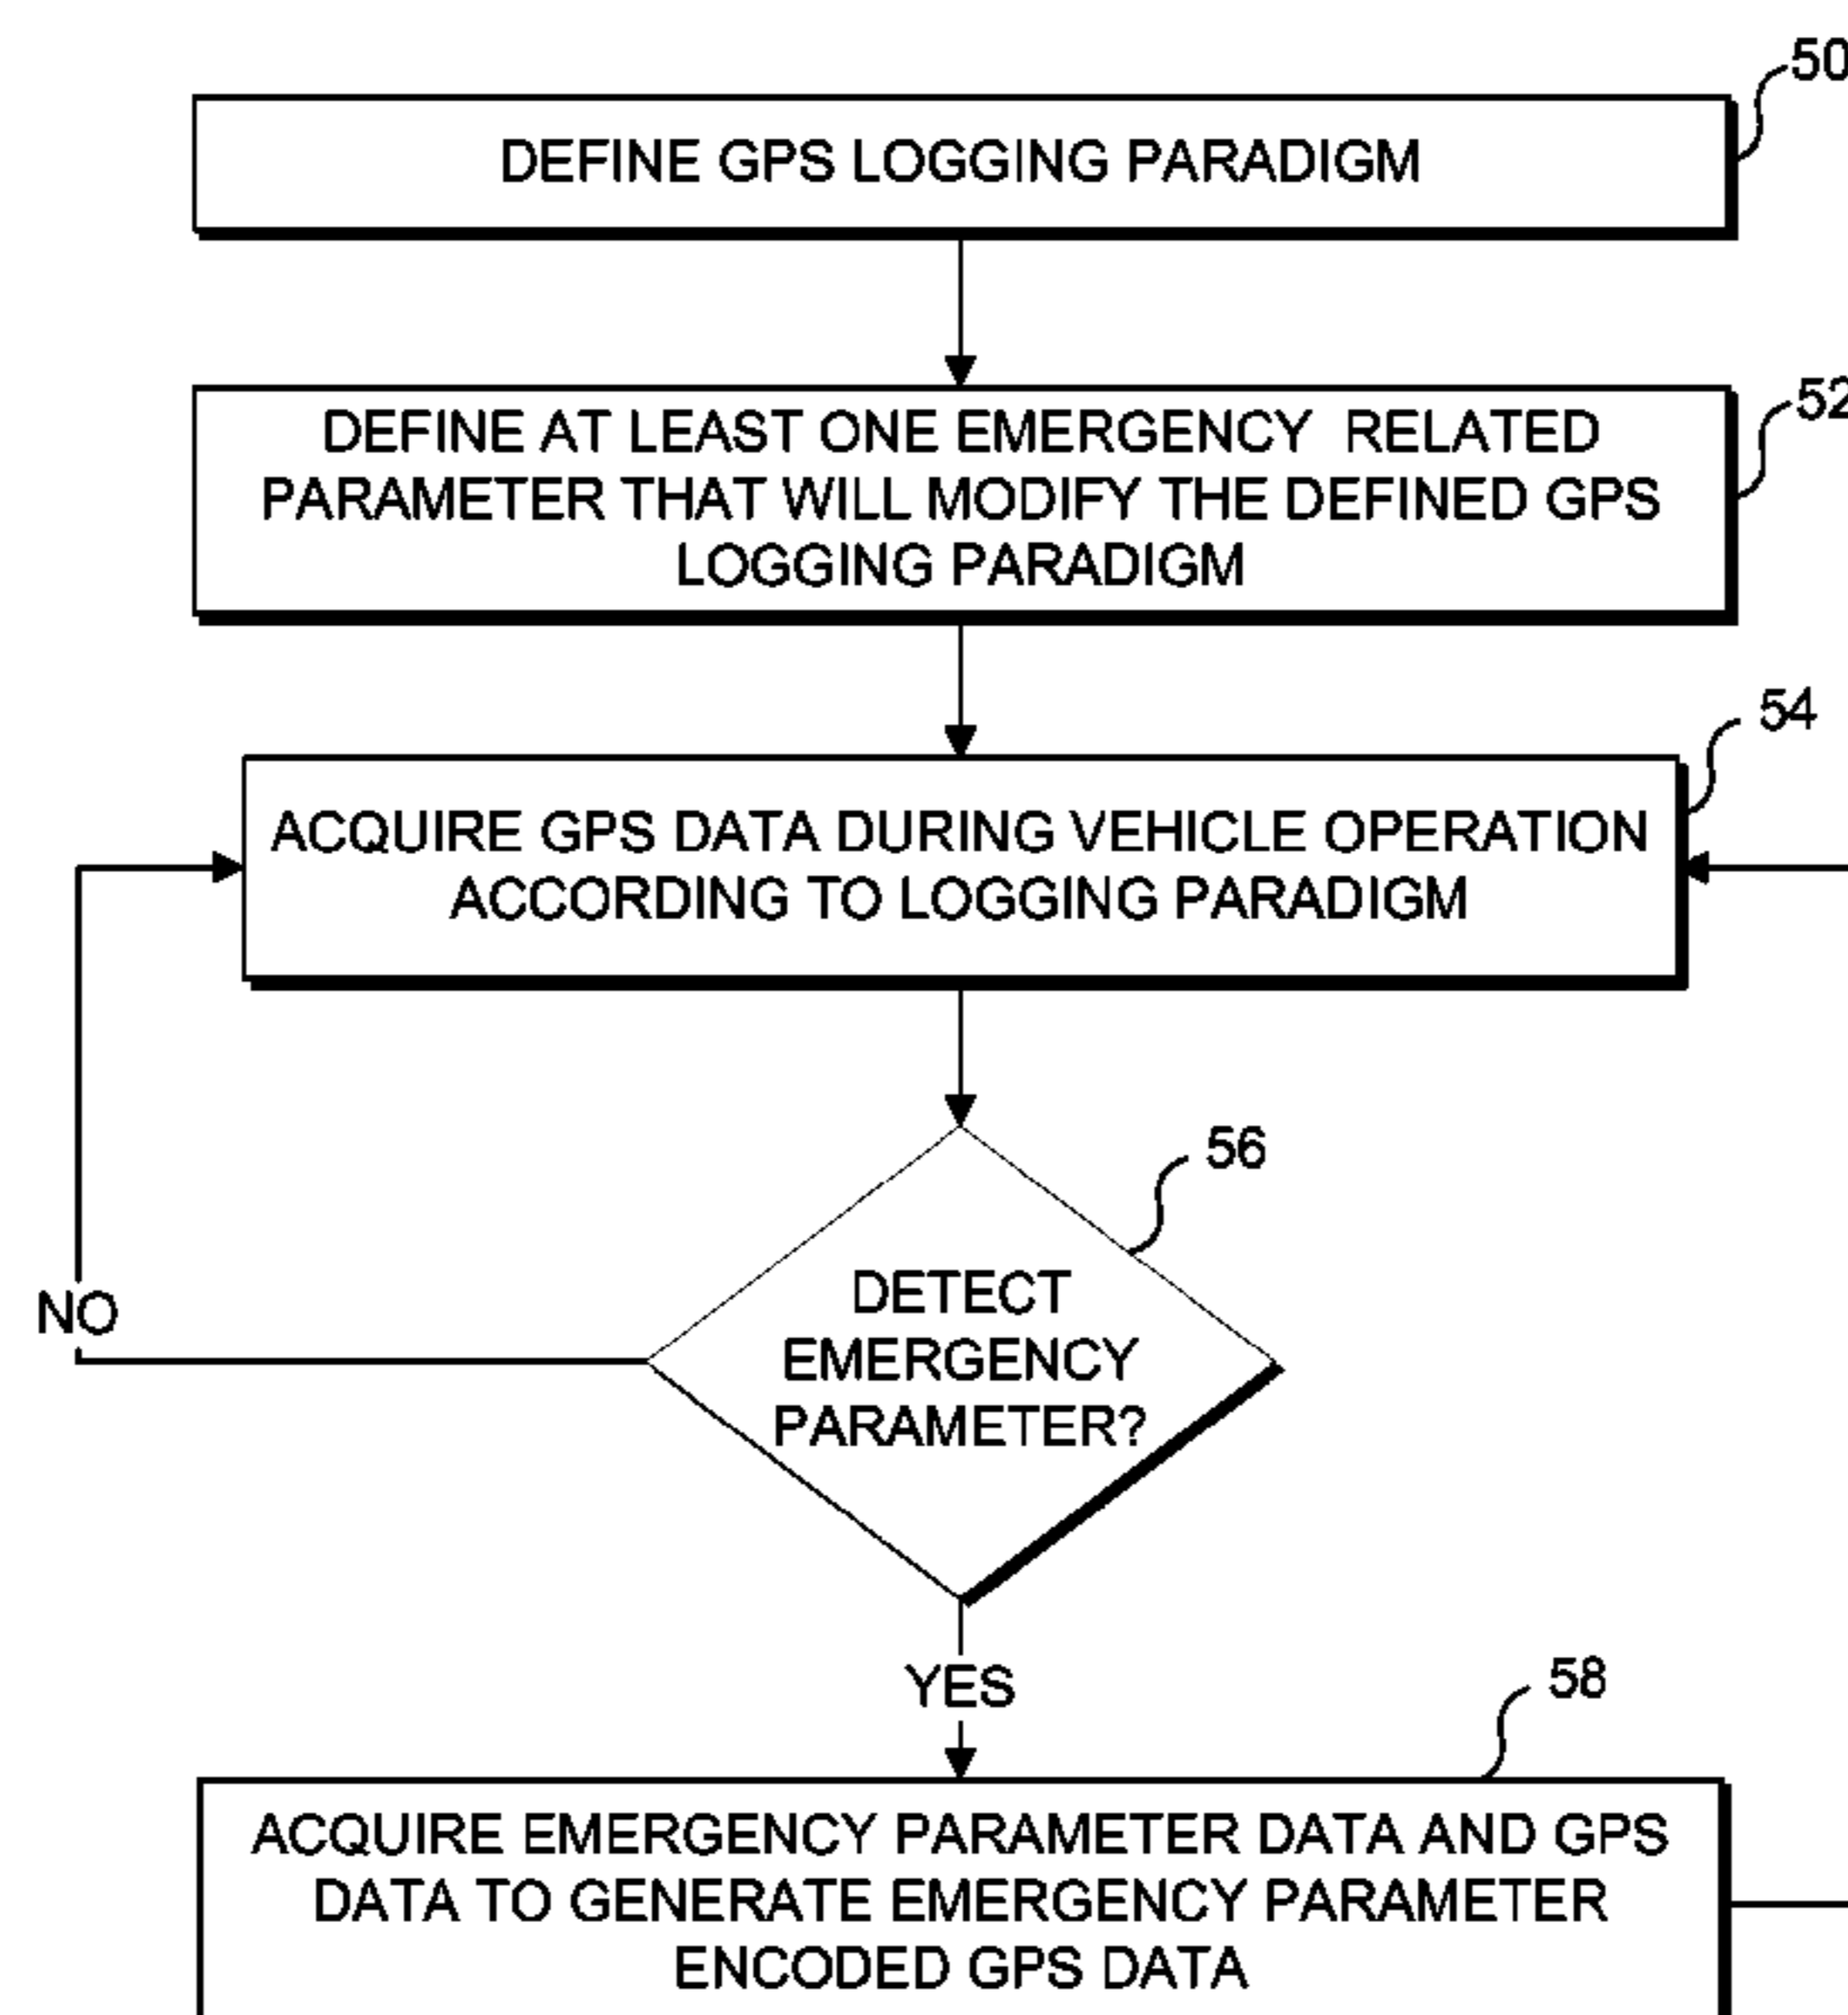 50
DEFINE GPS LOGGING PARADIGM
52
DEFINE AT LEAST ONE EMERGENCY RELATED
PARAMETER THAT WILL MODIFY THE DEFINED GPS
LOGGING PARADIGM
54
ACQUIRE GPS DATA DURING VEHICLE OPERATION
ACCORDING TO LOGGING PARADIGM
56
DETECT
EMERGENCY
PARAMETER?
NO
YES
58
ACQUIRE EMERGENCY PARAMETER DATA AND GPS
DATA TO GENERATE EMERGENCY PARAMETER
ENCODED GPS DATA